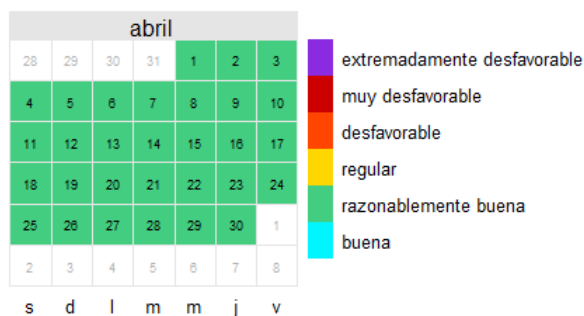 abril
28 29 30 31 1 2 3
4 5 6 7 8 9 10
11 12 13 14 15 16 17
18 19 20 21 22 23 24
25 26 27 28 29 30 1
2 3 4 5 6 7 8
s d l m m j v
extremadamente desfavorable
muy desfavorable
desfavorable
regular
razonablemente buena
buena